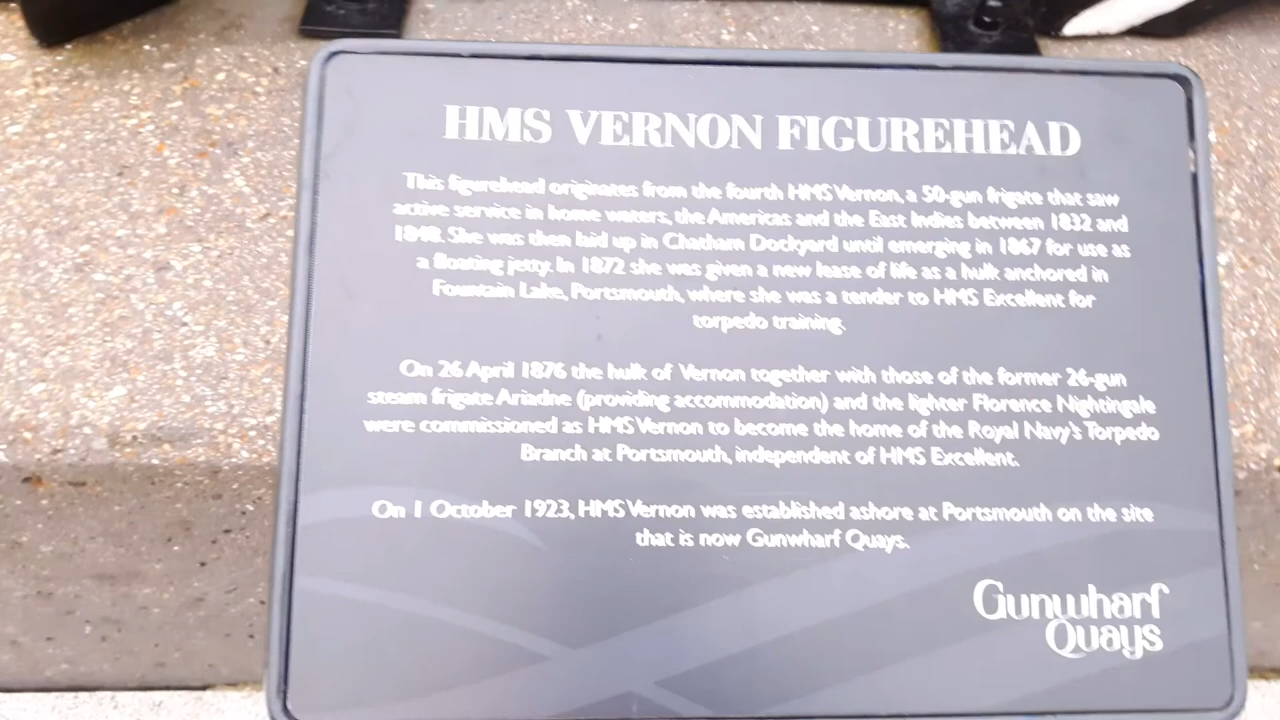 HMS VERNON FIGUREHEAD
This figurehead originates from the fourth HMS Vernon, a 50-gun frigate that saw
active service in home waters, the Americas and the East Indies between 1832 and
1848. She was then laid up in Chatham Dockyard until emerging in 1867 for use as
a floating jetty. In 1872 she was given a new lease of life as a hulk anchored in
Fountain Lake, Portsmouth, where she was a tender to HMS Excellent for
torpedo training.
On 26 April 1876 the hulk of Vernon together with those of the former 26-gun
steam frigate Ariadne (providing accommodation) and the lighter Florence Nightingale
were commissioned as HMS Vernon to become the home of the Royal Navy's Torpedo
Branch at Portsmouth, independent of HMS Excellent.
On 1 October 1923, HMS Vernon was established ashore at Portsmouth on the site
that is now Gunwharf Quays.
Gunwharf
Quays